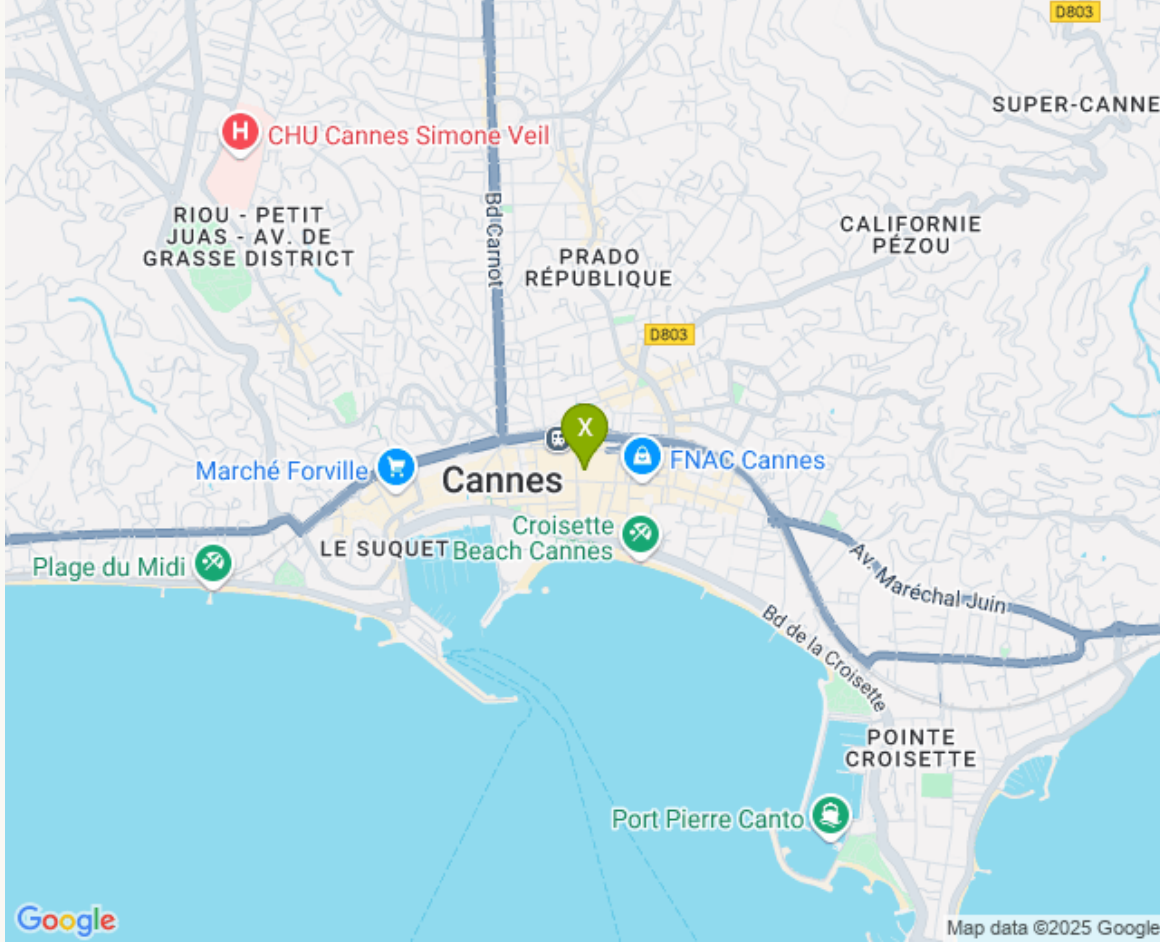 D803
SUPER-CANNE
H
CHU Cannes Simone Veil
Bd Carnot
RIOU - PETIT
JUAS - AV. DE
GRASSE DISTRICT
CALIFORNIE
PÉZOU
PRADO
RÉPUBLIQUE
D803
X
Marché Forville
FNAC Cannes
Cannes
Croisette
Beach Cannes
LE SUQUET
Plage du Midi
Av. Maréchal Juin
Bd de la Croisette
POINTE
CROISETTE
Port Pierre Canto
Google
Map data ©2025 Google